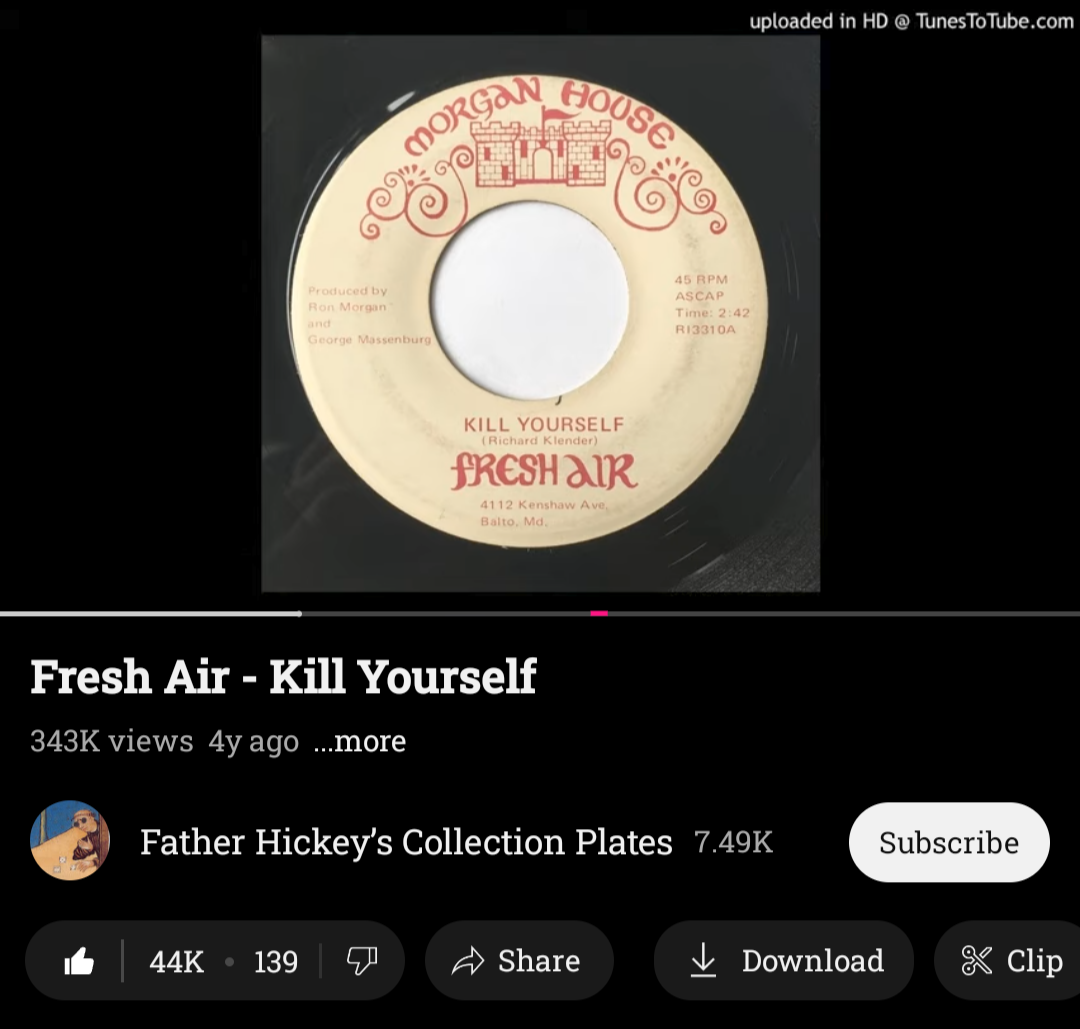 uploaded in HD @ TunesToTube.com
MORGAN HOUSE
Produced by
Ron Morgan
and
George Massenburg
45 RPM
ASCAP
Time: 2:42
RI3310A
KILL YOURSELF
(Richard Klender)
FRESH AIR
4112 Kenshaw Ave.
Balto. Md.
Fresh Air - Kill Yourself
343K views 4y ago ...more
Father Hickey's Collection Plates 7.49K
Subscribe
44K • 139
Share
Download
Clip